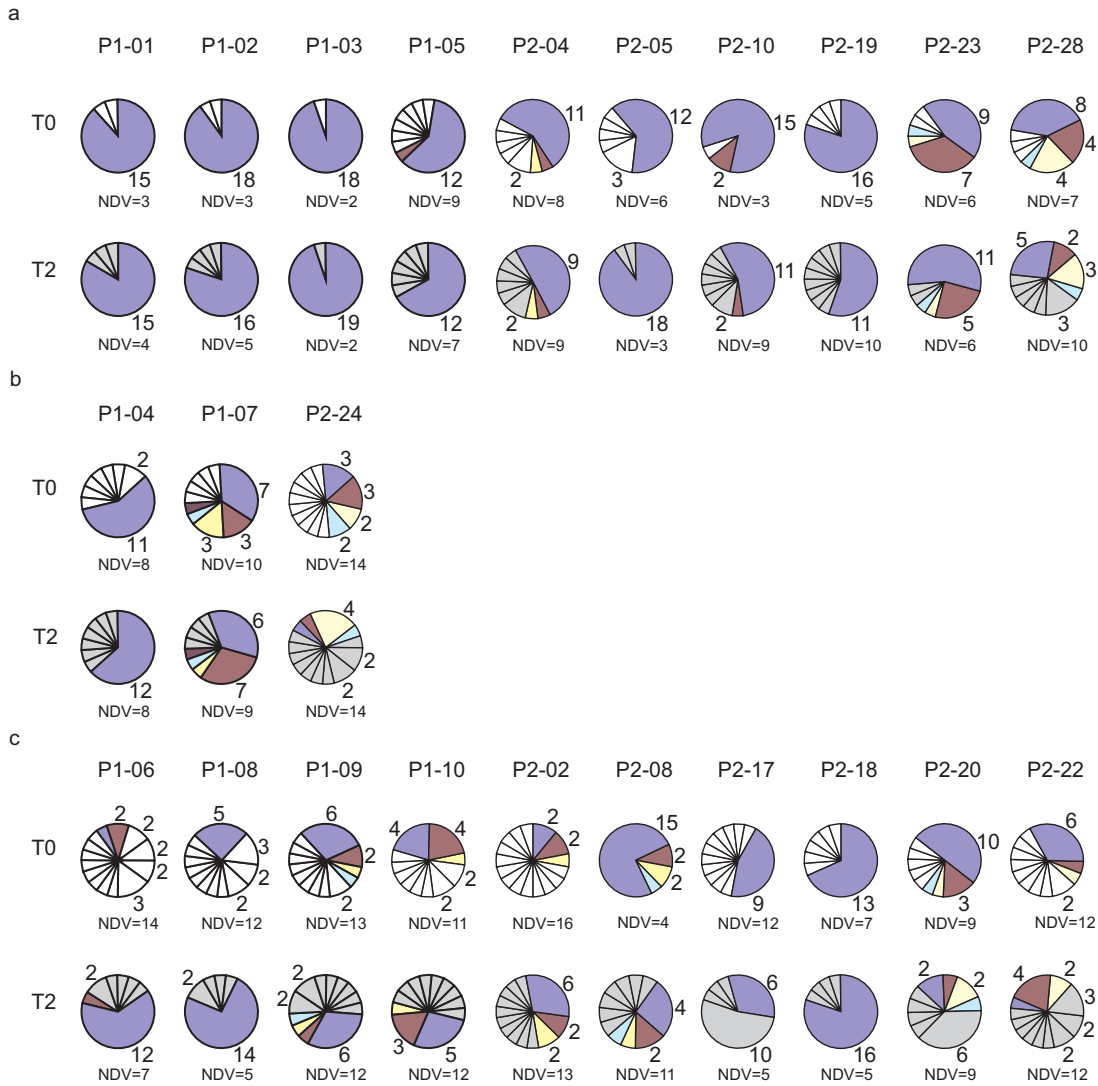 a
P1-01 P1-02 P1-03 P1-05 P2-04 P2-05 P2-10 P2-19 P2-23 P2-28
T0
11 12 15 9 8
4
15 18 18 12 2 3 2 16 7 4
NDV=3 NDV=3 NDV=2 NDV=9 NDV=8 NDV=6 NDV=3 NDV=5 NDV=6 NDV=7
T2
9 11 11 5 2
3
15 16 19 12 2 18 2 11 5 3
NDV=4 NDV=5 NDV=2 NDV=7 NDV=9 NDV=3 NDV=9 NDV=10 NDV=6 NDV=10
b
P1-04 P1-07 P2-24
T0
2 7 3
3
2
11 3 3 2
NDV=8 NDV=10 NDV=14
T2
6 4
2
12 7 2
NDV=8 NDV=9 NDV=14
c
P1-06 P1-08 P1-09 P1-10 P2-02 P2-08 P2-17 P2-18 P2-20 P2-22
T0
2 2 5 6 4 4 2 15 10 6
2 3 2 2 2
2 2 2
3 2 2 2 9 13 3 2
NDV=14 NDV=12 NDV=13 NDV=11 NDV=16 NDV=4 NDV=12 NDV=7 NDV=9 NDV=12
T2
2 2 2 6 6 2 2 4 2
2 4 3
2 2
12 14 6 3 5 2 2 10 16 6 2
NDV=7 NDV=5 NDV=12 NDV=12 NDV=13 NDV=11 NDV=5 NDV=5 NDV=9 NDV=12